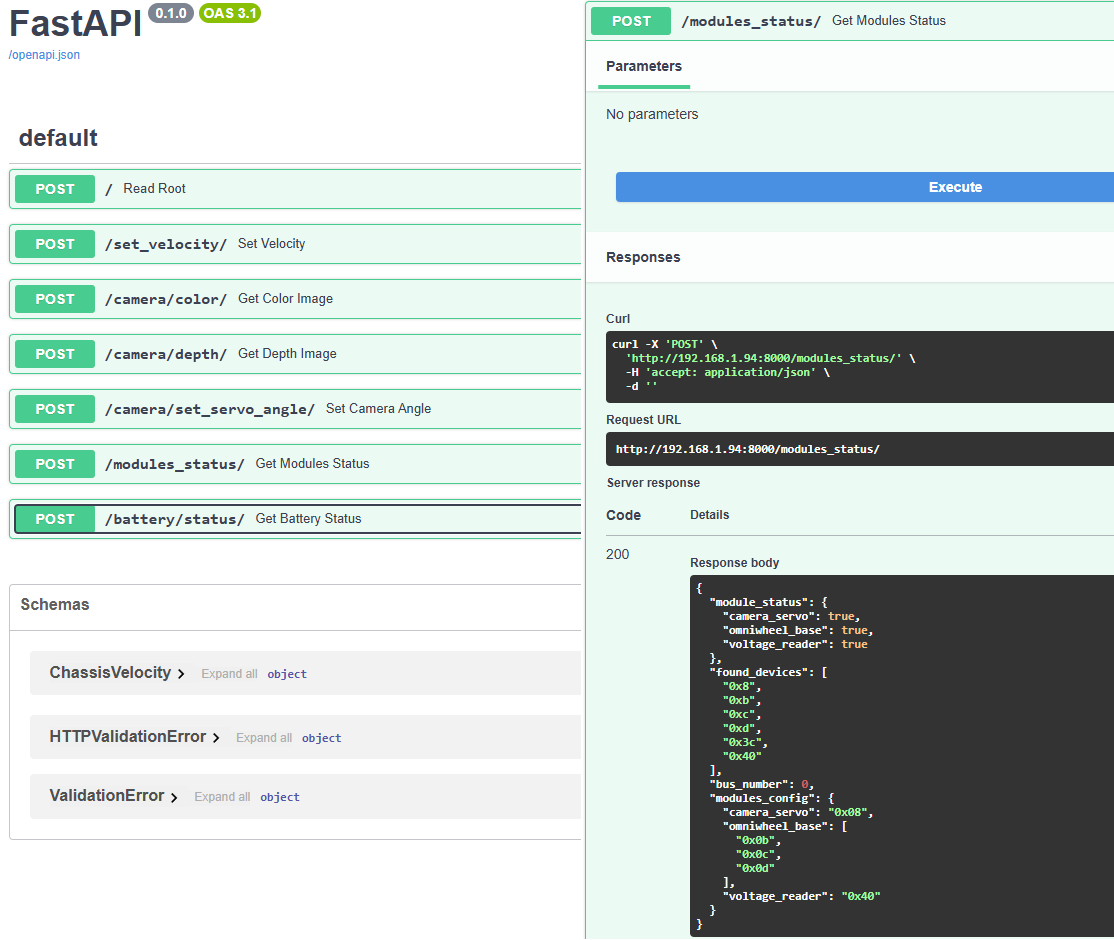 FastAPI 0.1.0 OAS 3.1
/openapi.json
default
POST / Read Root
POST /set_velocity/ Set Velocity
POST /camera/color/ Get Color Image
POST /camera/depth/ Get Depth Image
POST /camera/set_servo_angle/ Set Camera Angle
POST /modules_status/ Get Modules Status
POST /battery/status/ Get Battery Status
Schemas
ChassisVelocity > Expand all object
HTTPValidationError > Expand all object
ValidationError > Expand all object
POST /modules_status/ Get Modules Status
Parameters
No parameters
Execute
Responses
Curl
curl -X 'POST' \
  'http://192.168.1.94:8000/modules_status/' \
  -H 'accept: application/json' \
  -d ''
Request URL
http://192.168.1.94:8000/modules_status/
Server response
Code Details
200
Response body
{
  "module_status": {
    "camera_servo": true,
    "omniwheel_base": true,
    "voltage_reader": true
  },
  "found_devices": [
    "0x8",
    "0xb",
    "0xc",
    "0xd",
    "0x3c",
    "0x40"
  ],
  "bus_number": 0,
  "modules_config": {
    "camera_servo": "0x08",
    "omniwheel_base": [
      "0x0b",
      "0x0c",
      "0x0d"
    ],
    "voltage_reader": "0x40"
  }
}